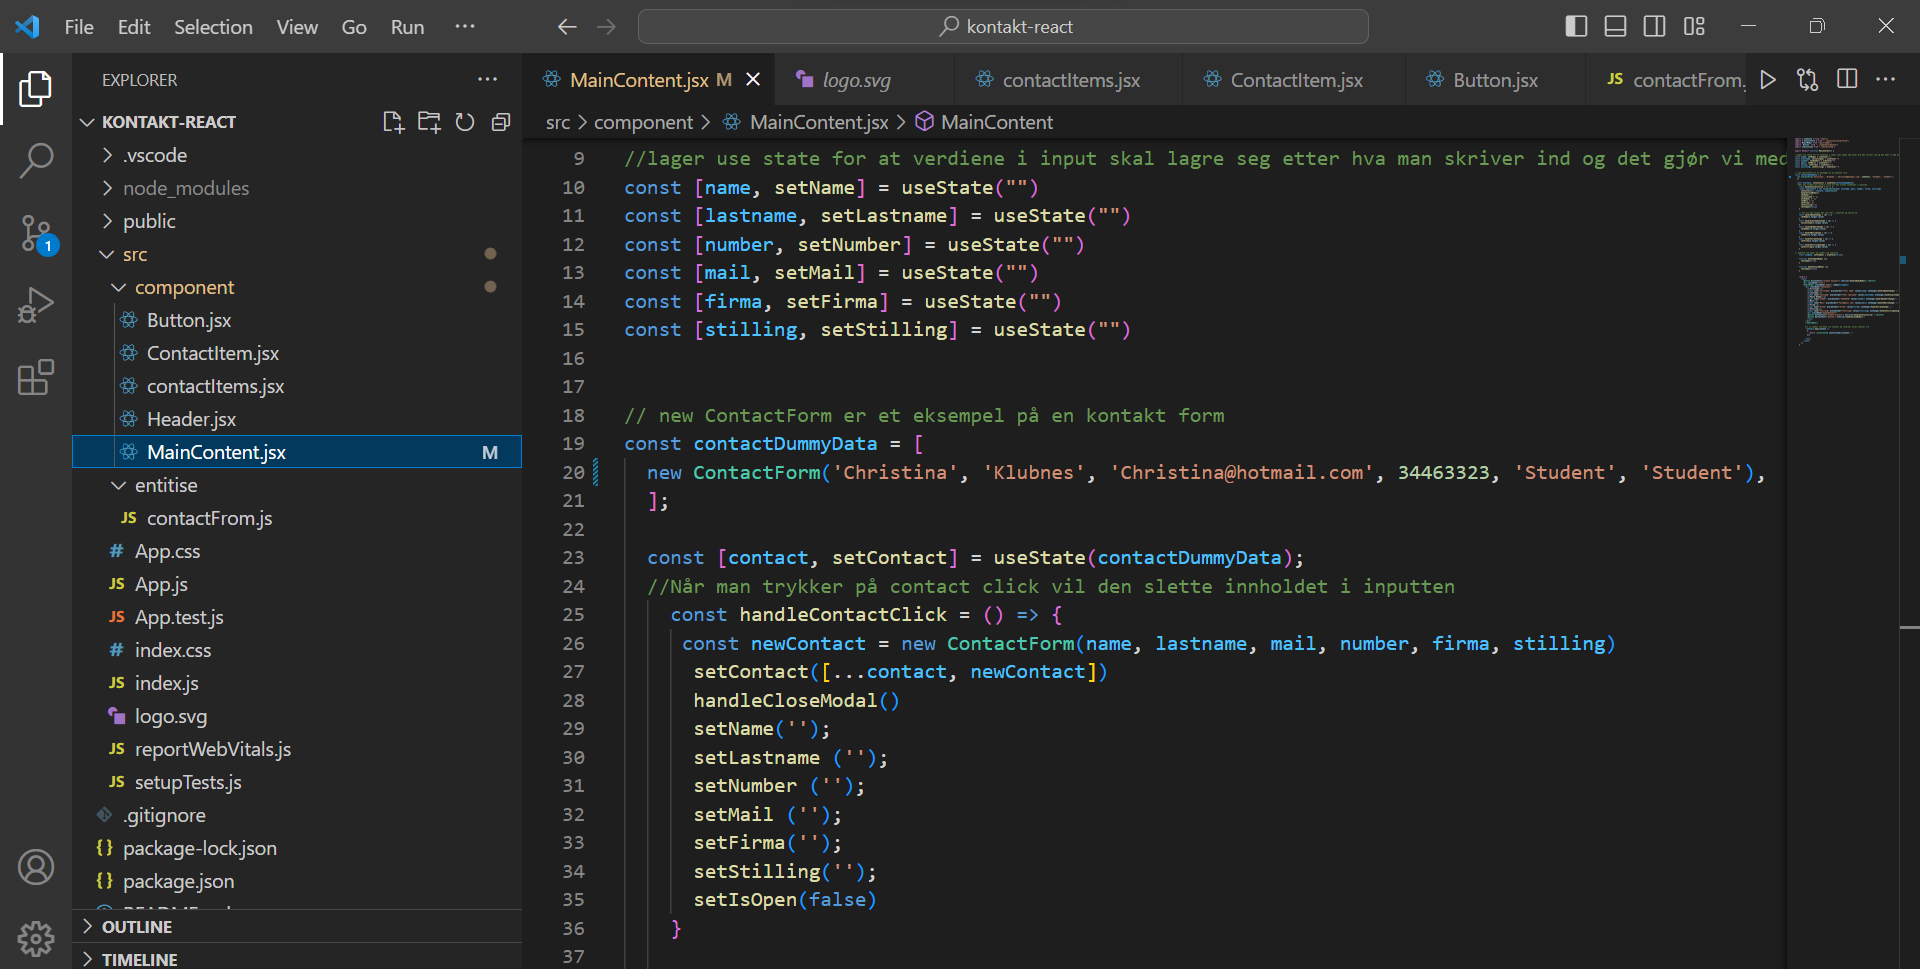 File Edit Selection View Go Run ···
kontakt-react
EXPLORER
KONTAKT-REACT
.vscode
node_modules
public
src
component
Button.jsx
ContactItem.jsx
contactItems.jsx
Header.jsx
MainContent.jsx M
entitise
JS contactFrom.js
# App.css
JS App.js
JS App.test.js
# index.css
JS index.js
logo.svg
JS reportWebVitals.js
JS setupTests.js
.gitignore
{} package-lock.json
{} package.json
OUTLINE
TIMELINE
1
MainContent.jsx M logo.svg contactItems.jsx ContactItem.jsx Button.jsx JS contactFrom.
src > component > MainContent.jsx > MainContent
9 //lager use state for at verdiene i input skal lagre seg etter hva man skriver ind og det gjør vi med
10 const [name, setName] = useState("")
11 const [lastname, setLastname] = useState("")
12 const [number, setNumber] = useState("")
13 const [mail, setMail] = useState("")
14 const [firma, setFirma] = useState("")
15 const [stilling, setStilling] = useState("")
16
17
18 // new ContactForm er et eksempel på en kontakt form
19 const contactDummyData = [
20 new ContactForm('Christina', 'Klubnes', 'Christina@hotmail.com', 34463323, 'Student', 'Student'),
21 ];
22
23 const [contact, setContact] = useState(contactDummyData);
24 //Når man trykker på contact click vil den slette innholdet i inputten
25 const handleContactClick = () => {
26 const newContact = new ContactForm(name, lastname, mail, number, firma, stilling)
27 setContact([...contact, newContact])
28 handleCloseModal()
29 setName('');
30 setLastname ('');
31 setNumber ('');
32 setMail ('');
33 setFirma('');
34 setStilling('');
35 setIsOpen(false)
36 }
37